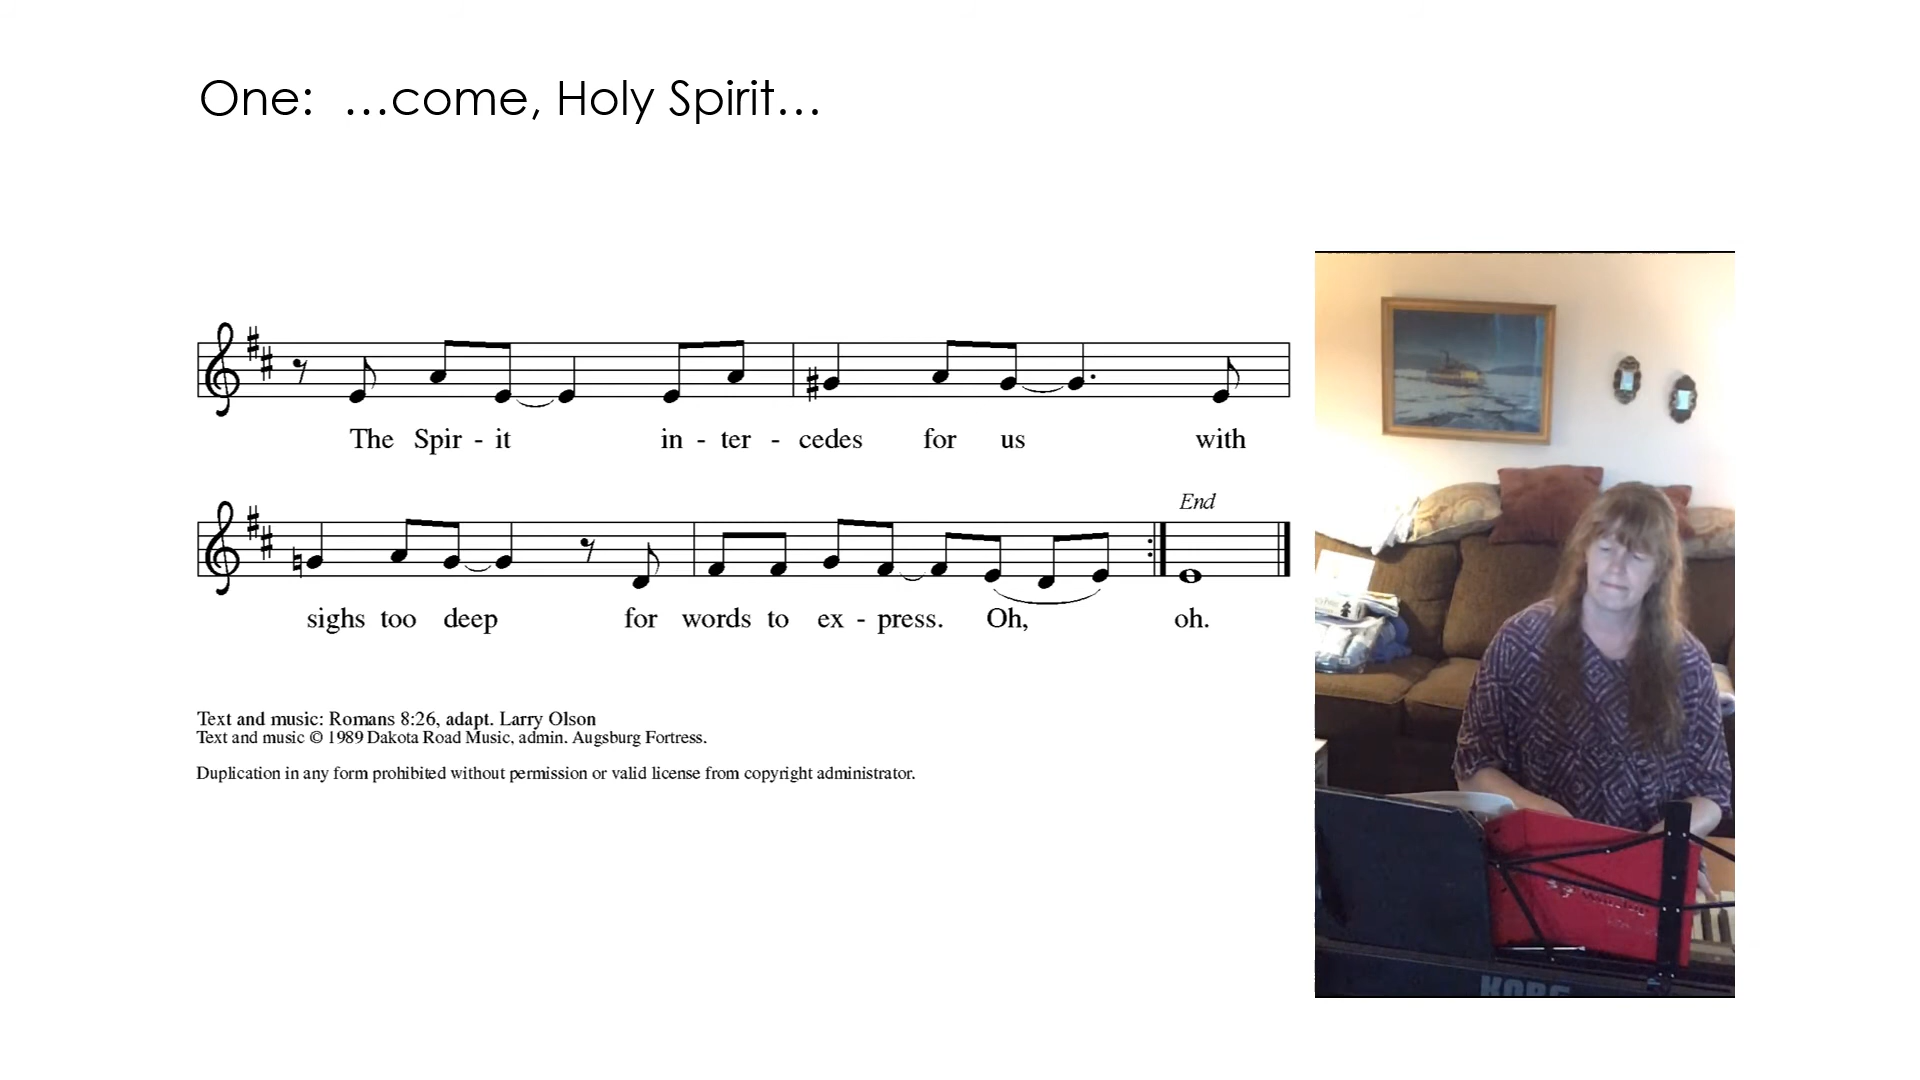 One:  …come, Holy Spirit…
The Spir - it in - ter - cedes for us with
End
sighs too deep for words to ex - press. Oh, oh.
Text and music: Romans 8:26, adapt. Larry Olson
Text and music © 1989 Dakota Road Music, admin. Augsburg Fortress.
Duplication in any form prohibited without permission or valid license from copyright administrator.
KORG